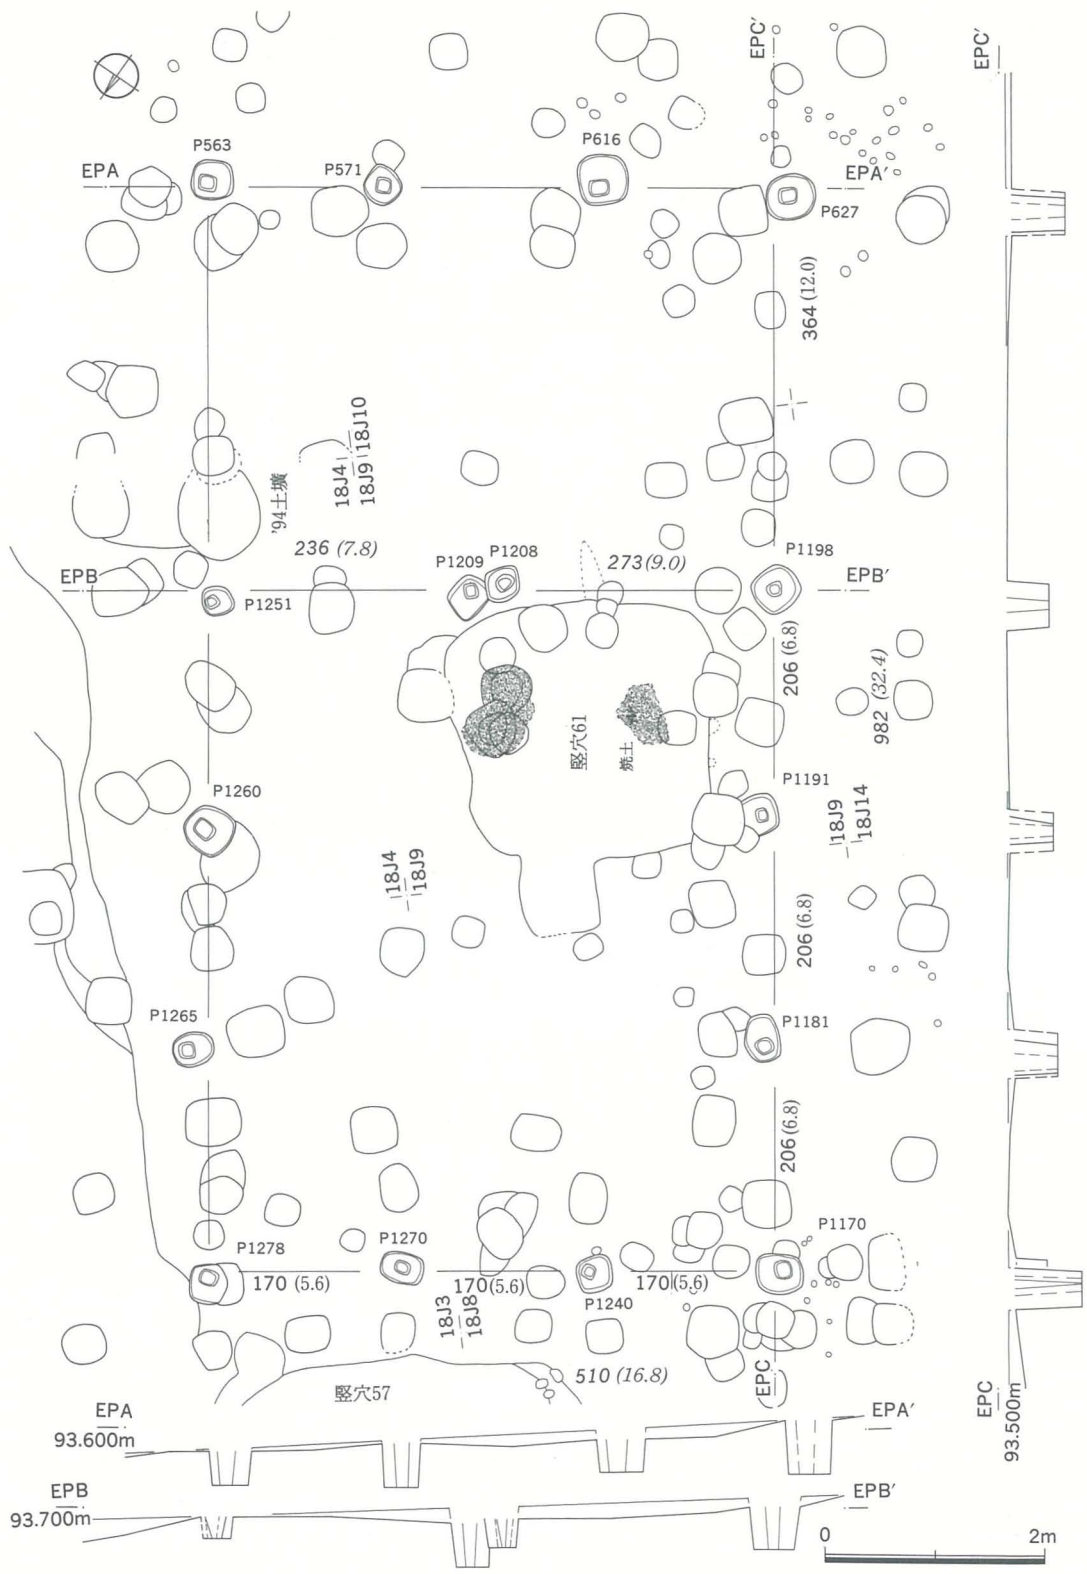 EPC′
EPC′
P563
P571
P616
EPA
EPA′
P627
364 (12.0)
18J4
18J9
18J10
'94土壙
236 (7.8)
P1209
P1208
273(9.0)
P1198
EPB
EPB′
P1251
206 (6.8)
982 (32.4)
竪穴61
焼土
P1260
P1191
18J9
18J14
18J4
18J9
206 (6.8)
P1265
P1181
206 (6.8)
P1278
P1270
P1170
170 (5.6)
170(5.6)
170(5.6)
P1240
18J3
18J8
510 (16.8)
EPC
EPC
93.500m
竪穴57
EPA
EPA′
93.600m
EPB
EPB′
93.700m
0
2m